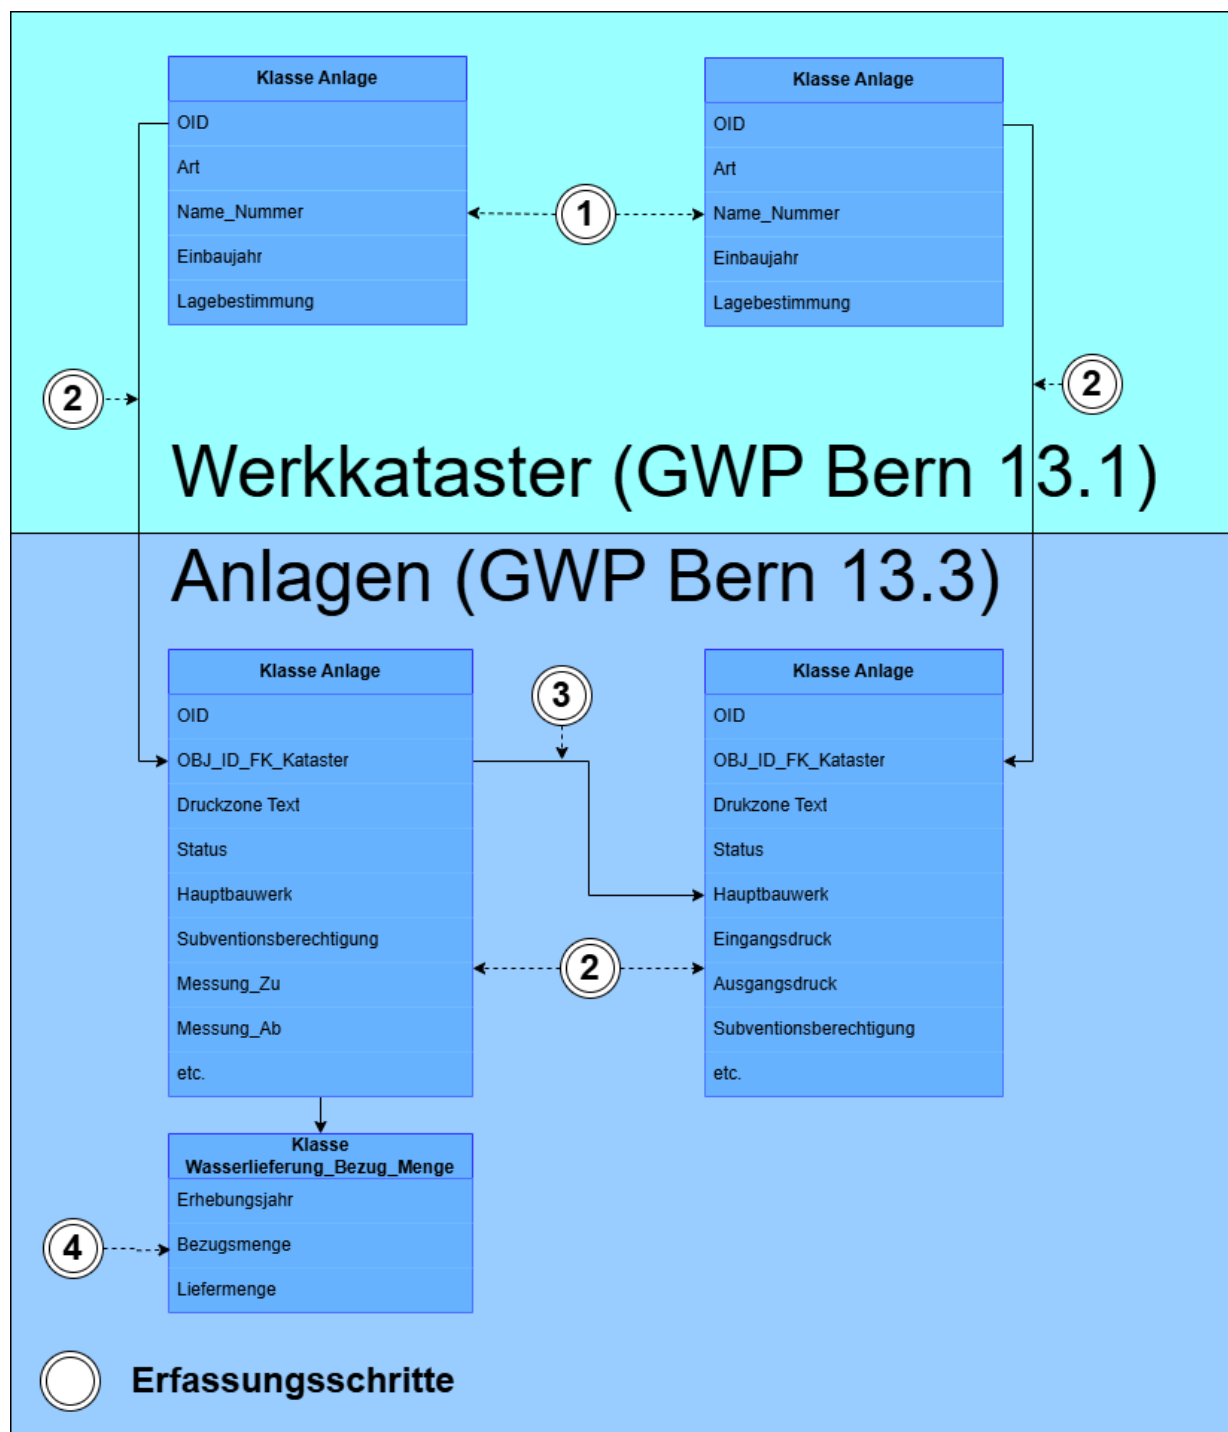 Klasse Anlage
OID
Art
Name_Nummer
Einbaujahr
Lagebestimmung
Klasse Anlage
OID
Art
Name_Nummer
Einbaujahr
Lagebestimmung
1
2
2
Werkkataster (GWP Bern 13.1)
Anlagen (GWP Bern 13.3)
Klasse Anlage
OID
OBJ_ID_FK_Kataster
Druckzone Text
Status
Hauptbauwerk
Subventionsberechtigung
Messung_Zu
Messung_Ab
etc.
3
2
Klasse Anlage
OID
OBJ_ID_FK_Kataster
Drukzone Text
Status
Hauptbauwerk
Eingangsdruck
Ausgangsdruck
Subventionsberechtigung
etc.
Klasse
Wasserlieferung_Bezug_Menge
Erhebungsjahr
Bezugsmenge
Liefermenge
4
Erfassungsschritte